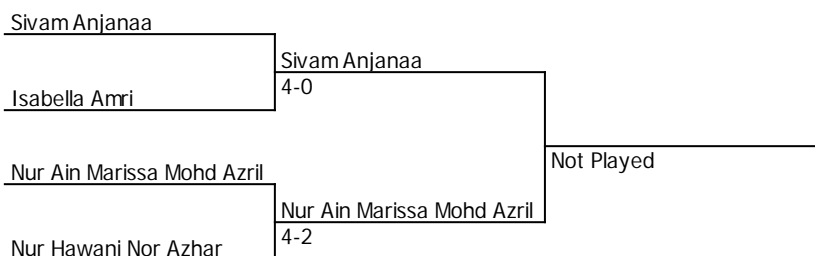 Sivam Anjanaa
Sivam Anjanaa
4-0
Isabella Amri
Not Played
Nur Ain Marissa Mohd Azril
Nur Ain Marissa Mohd Azril
4-2
Nur Hawani Nor Azhar